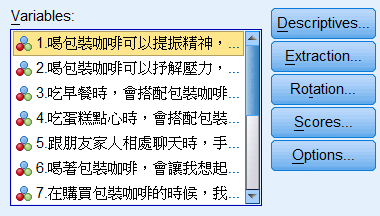 Variables:
1.喝包裝咖啡可以提振精神，...
2.喝包裝咖啡可以抒解壓力，...
3.吃早餐時，會搭配包裝咖啡...
4.吃蛋糕點心時，會搭配包裝...
5.跟朋友家人相處聊天時，手...
6.喝著包裝咖啡，會讓我想起...
7.在購買包裝咖啡的時候，我...
Descriptives...
Extraction...
Rotation...
Scores...
Options...